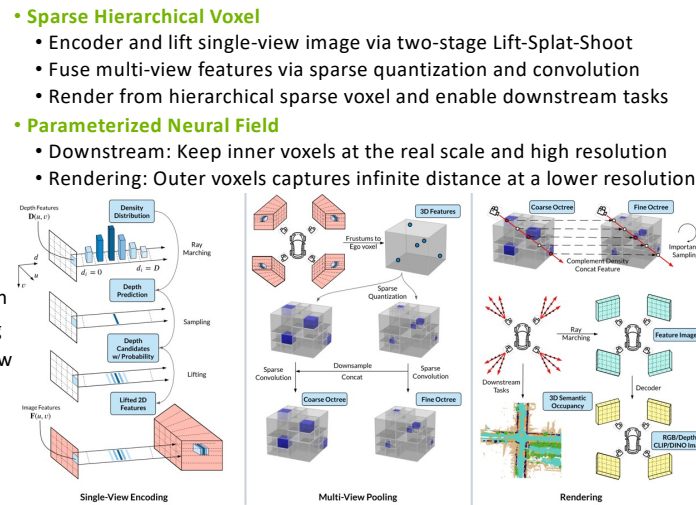 • Sparse Hierarchical Voxel
• Encoder and lift single-view image via two-stage Lift-Splat-Shoot
• Fuse multi-view features via sparse quantization and convolution
• Render from hierarchical sparse voxel and enable downstream tasks
• Parameterized Neural Field
• Downstream: Keep inner voxels at the real scale and high resolution
• Rendering: Outer voxels captures infinite distance at a lower resolution
Depth Features
D(u, v)
Density
Distribution
d
u
v
d_i = 0
d_i = D
Ray
Marching
Depth
Prediction
Sampling
Depth
Candidates
w/ Probability
Lifting
Image Features
F(u, v)
Lifted 2D
Features
Single-View Encoding
3D Features
Frustums to
Ego voxel
Sparse
Quantization
Sparse
Convolution
Downsample
Concat
Sparse
Convolution
Coarse Octree
Fine Octree
Multi-View Pooling
Coarse Octree
Fine Octree
Complement Density
Concat Feature
Ray
Marching
Feature Image
Downstream
Tasks
Decoder
3D Semantic
Occupancy
RGB/Depth
CLIP/DINO
Rendering